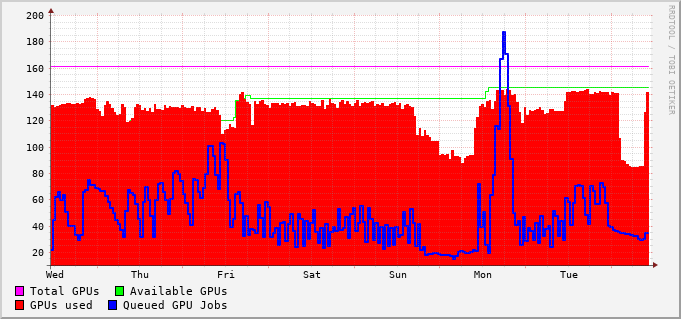 200
180
160
140
120
100
80
60
40
20
Wed Thu Fri Sat Sun Mon Tue
Total GPUs Available GPUs
GPUs used Queued GPU Jobs
RRDTOOL / TOBI OETIKER